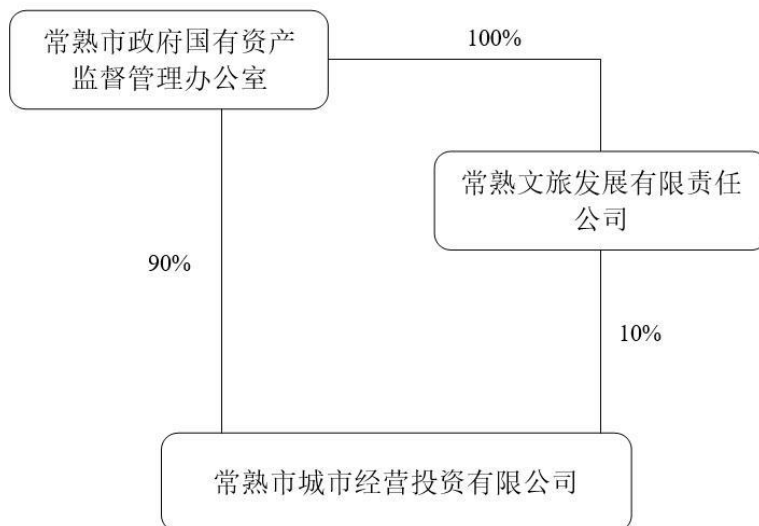 常熟市政府国有资产
监督管理办公室
100%
常熟文旅发展有限责任
公司
90%
10%
常熟市城市经营投资有限公司